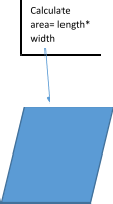 Calculate
area= length*
width